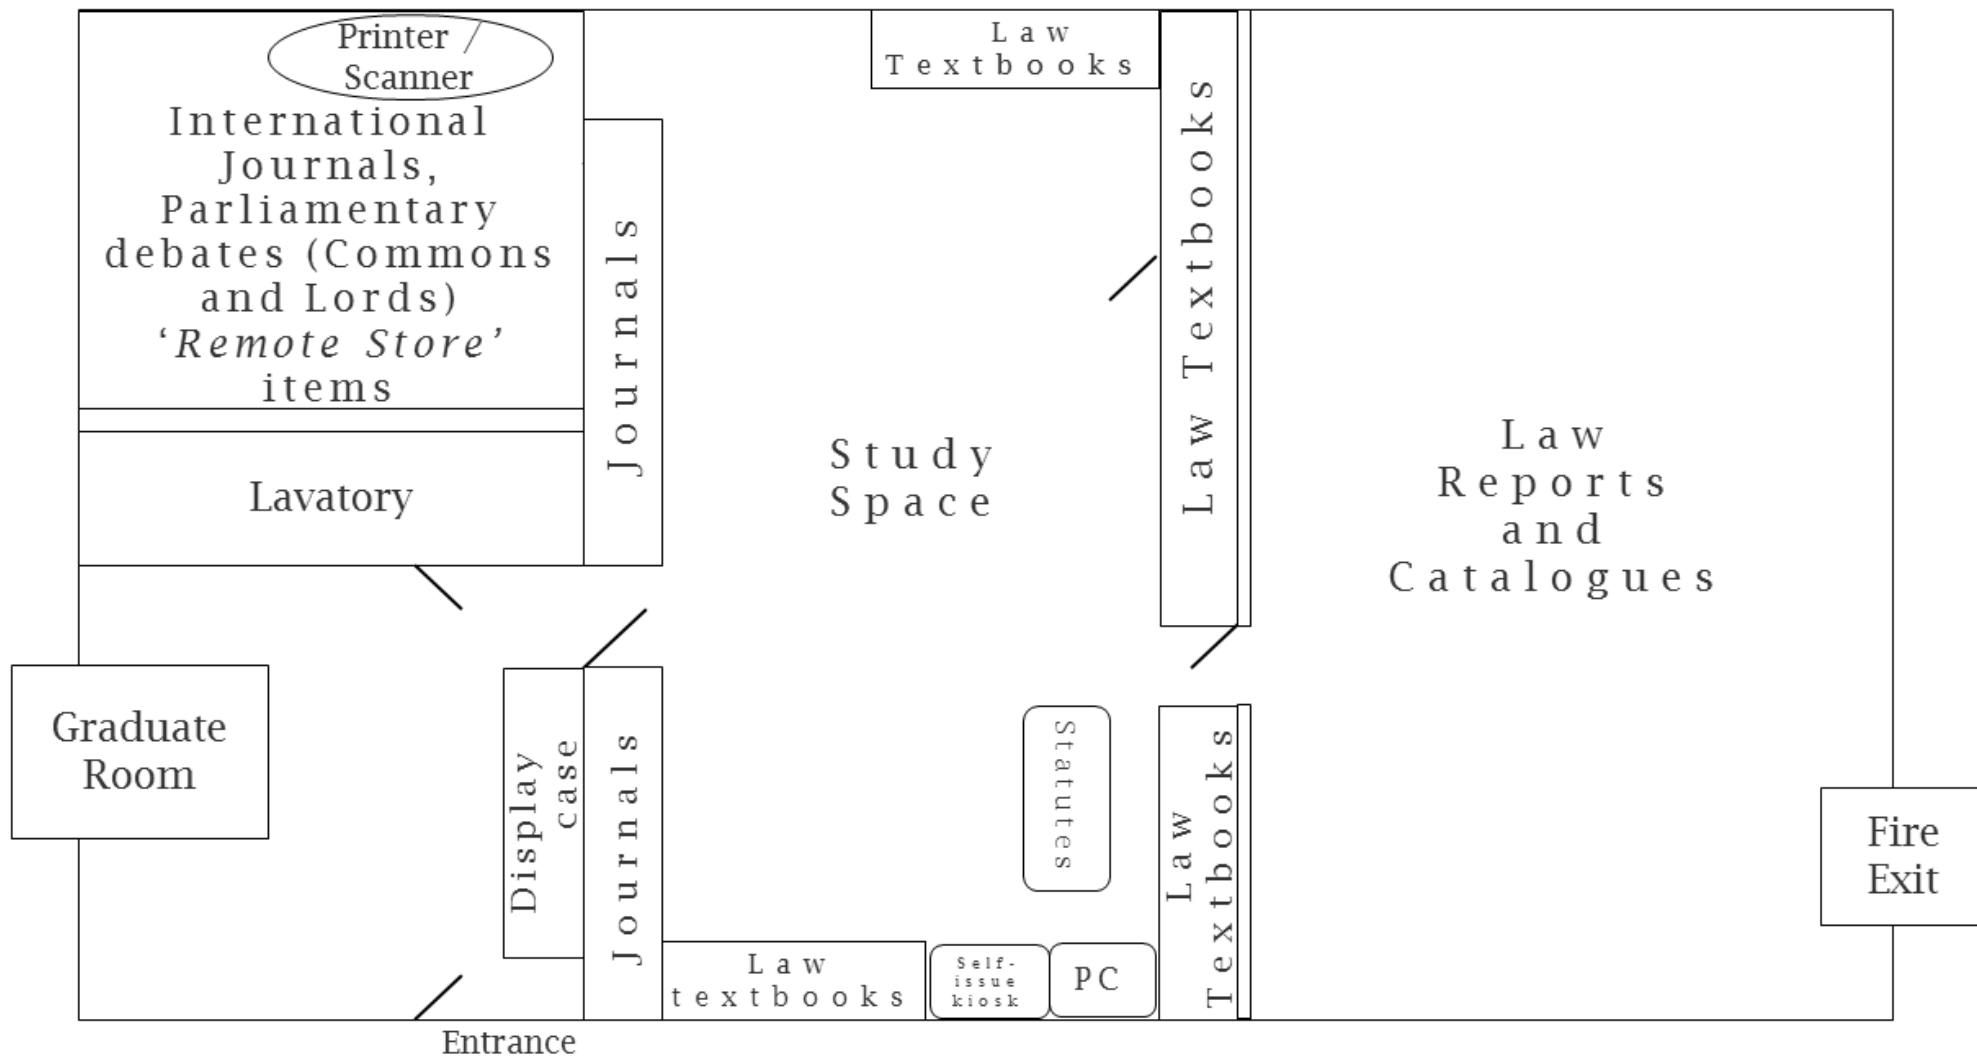 Printer
Scanner
International
Journals,
Parliamentary
debates (Commons
and Lords)
‘Remote Store’
items
Lavatory
Graduate
Room
Display
case
Journals
Journals
Entrance
Law
Textbooks
Law Textbooks
Study
Space
Statutes
Law
Textbooks
Law
textbooks
Self-
issue
kiosk
PC
Law
Reports
and
Catalogues
Fire
Exit